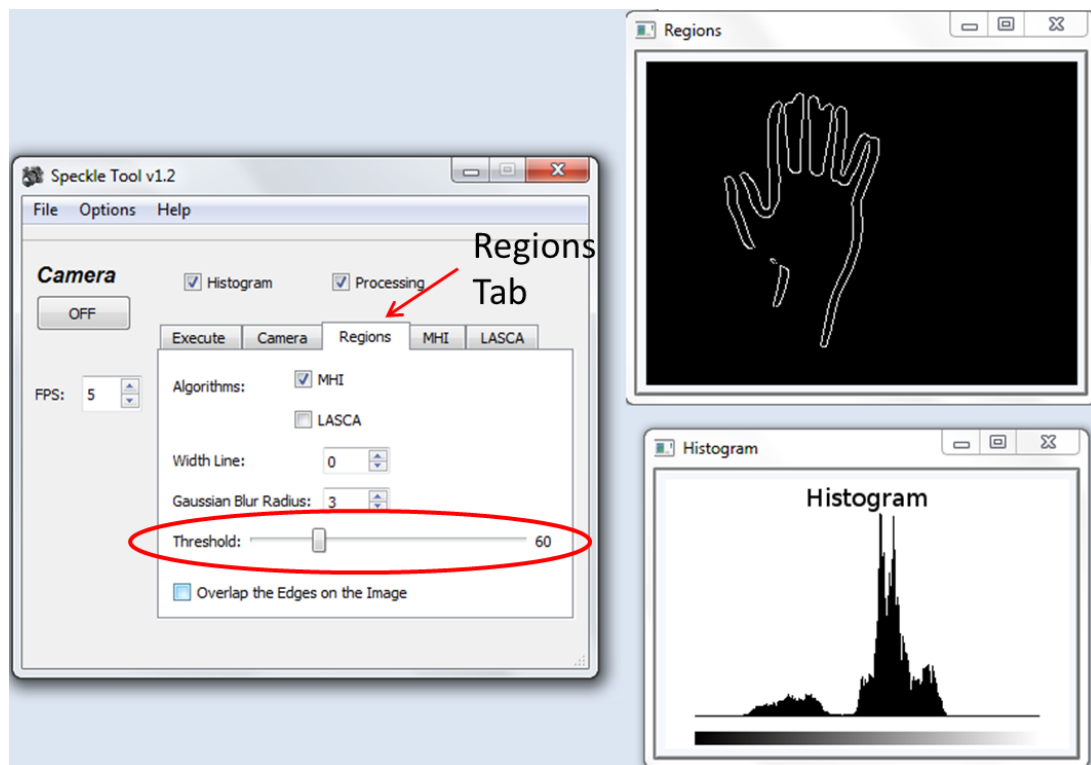 Speckle Tool v1.2
File Options Help
Camera
OFF
FPS: 5
Histogram Processing
Regions
Tab
Execute Camera Regions MHI LASCA
Algorithms: MHI
LASCA
Width Line: 0
Gaussian Blur Radius: 3
Threshold: 60
Overlap the Edges on the Image
Regions
Histogram
Histogram